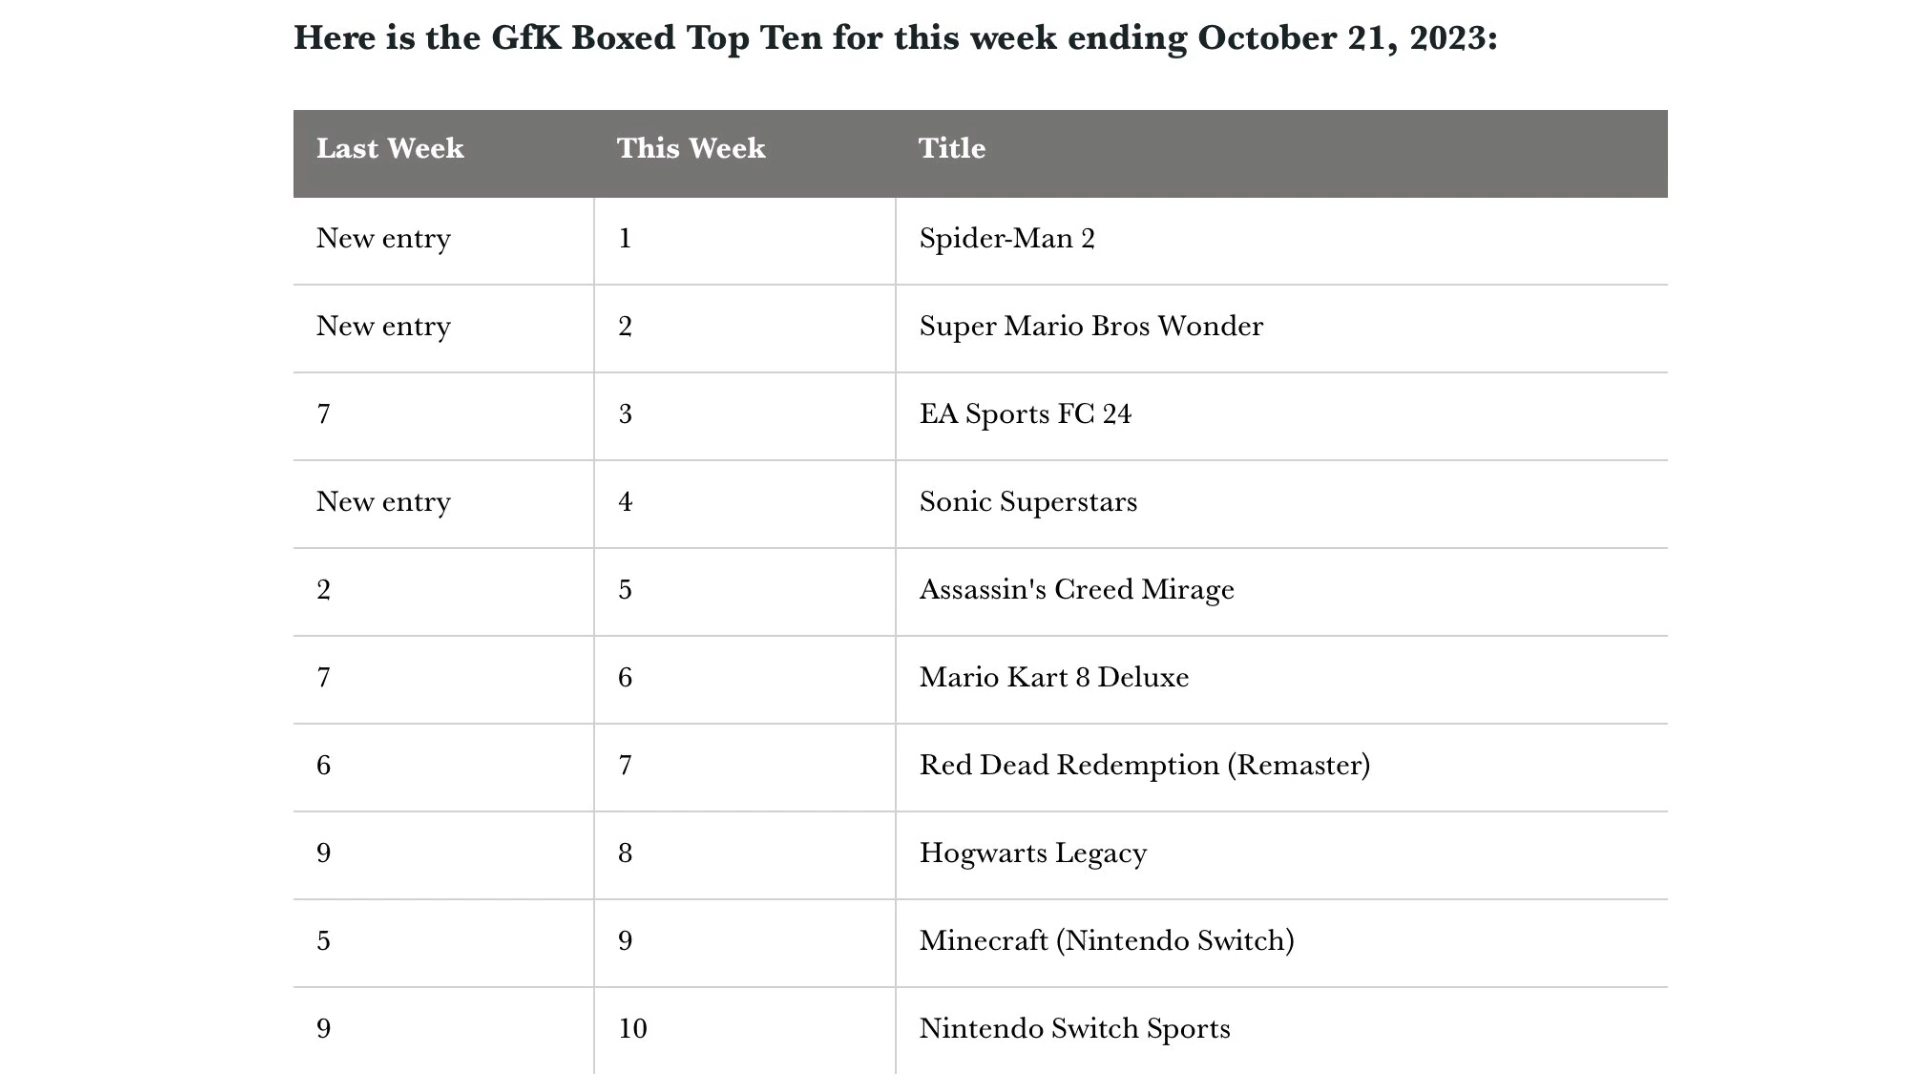 Here is the GfK Boxed Top Ten for this week ending October 21, 2023:
Last Week This Week Title
New entry 1 Spider-Man 2
New entry 2 Super Mario Bros Wonder
7 3 EA Sports FC 24
New entry 4 Sonic Superstars
2 5 Assassin's Creed Mirage
7 6 Mario Kart 8 Deluxe
6 7 Red Dead Redemption (Remaster)
9 8 Hogwarts Legacy
5 9 Minecraft (Nintendo Switch)
9 10 Nintendo Switch Sports